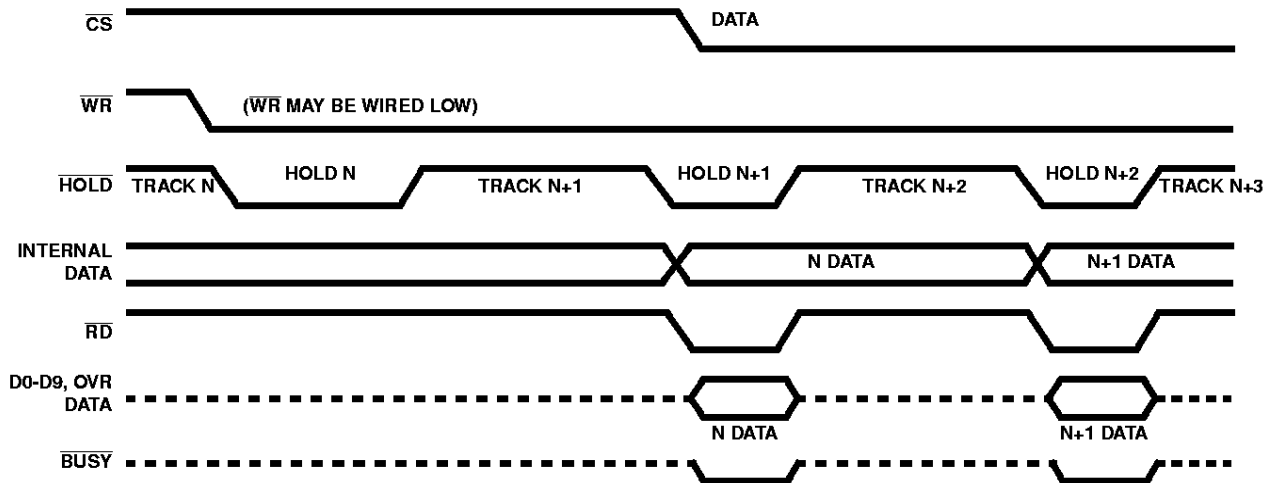 CS DATA
WR (WR MAY BE WIRED LOW)
HOLD TRACK N HOLD N TRACK N+1 HOLD N+1 TRACK N+2 HOLD N+2 TRACK N+3
INTERNAL
DATA N DATA N+1 DATA
RD
D0-D9, OVR
DATA
N DATA N+1 DATA
BUSY